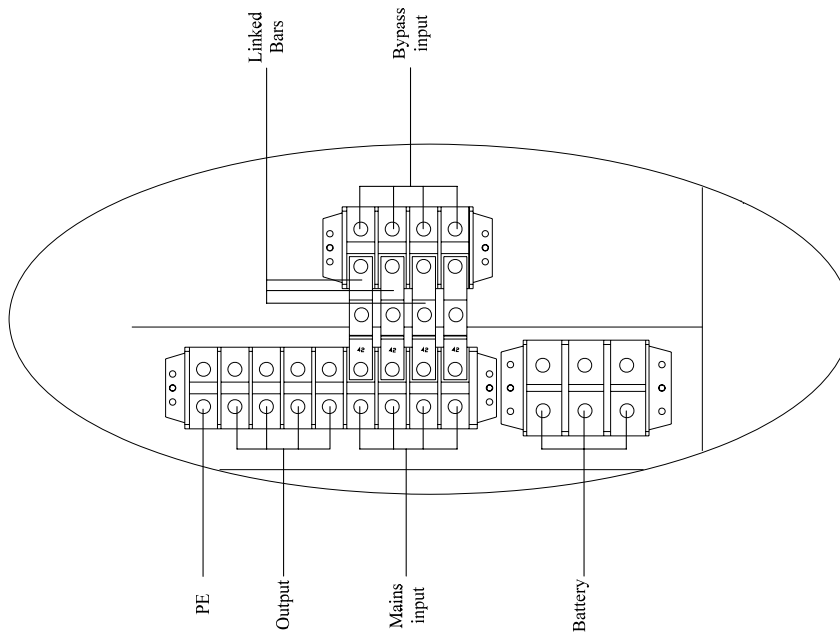 Linked
Bars
Bypass
input
42 42 42 42
PE
Output
Mains
input
Battery